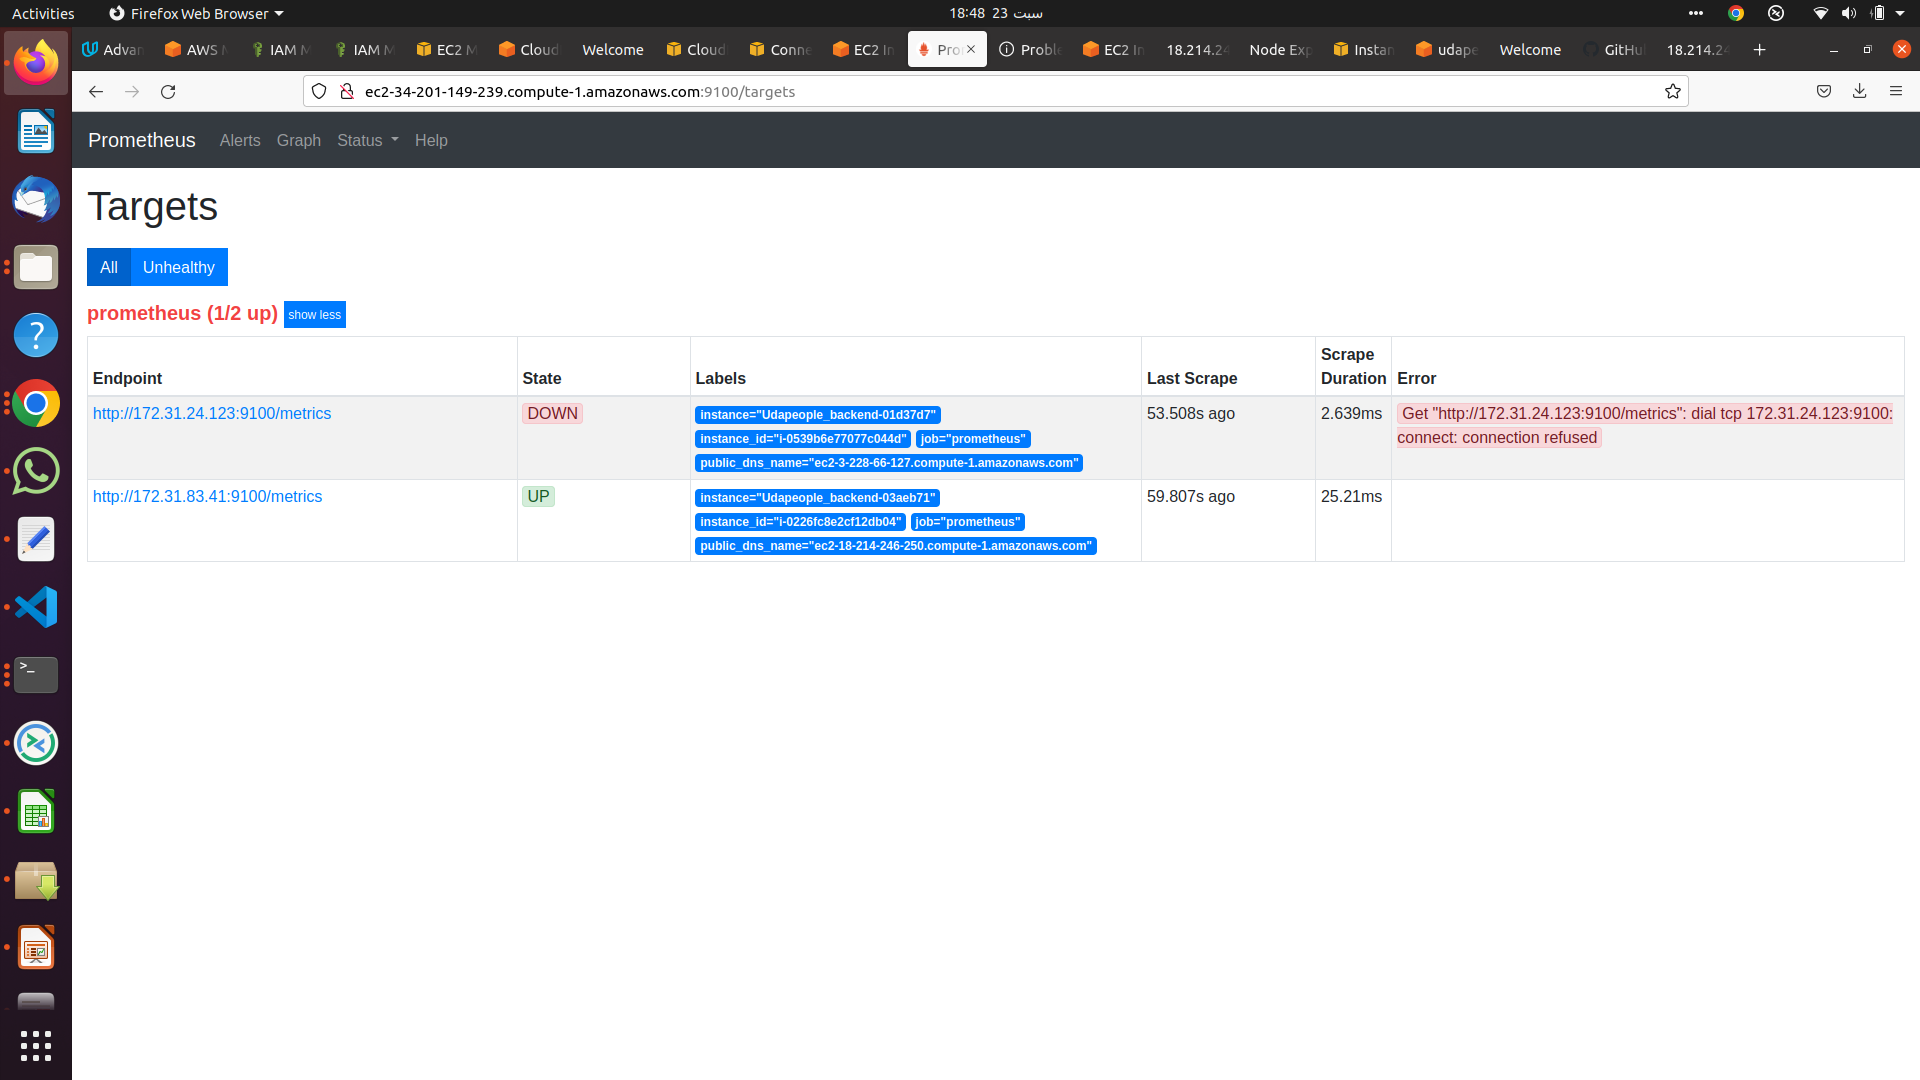 Activities
Firefox Web Browser
18:48 23 سبت
Advan
AWS M
IAM M
IAM M
EC2 M
Cloud
Welcome
Cloud
Conne
EC2 In
Pro
Proble
EC2 In
18.214.24
Node Exp
Instan
udape
Welcome
GitHu
18.214.24
ec2-34-201-149-239.compute-1.amazonaws.com:9100/targets
Prometheus Alerts Graph Status Help
Targets
All Unhealthy
prometheus (1/2 up) show less
Endpoint State Labels Last Scrape Scrape Duration Error
http://172.31.24.123:9100/metrics DOWN instance="Udapeople_backend-01d37d7" 53.508s ago 2.639ms Get "http://172.31.24.123:9100/metrics": dial tcp 172.31.24.123:9100:
instance_id="i-0539b6e77077c044d" job="prometheus" connect: connection refused
public_dns_name="ec2-3-228-66-127.compute-1.amazonaws.com"
http://172.31.83.41:9100/metrics UP instance="Udapeople_backend-03aeb71" 59.807s ago 25.21ms
instance_id="i-0226fc8e2cf12db04" job="prometheus"
public_dns_name="ec2-18-214-246-250.compute-1.amazonaws.com"